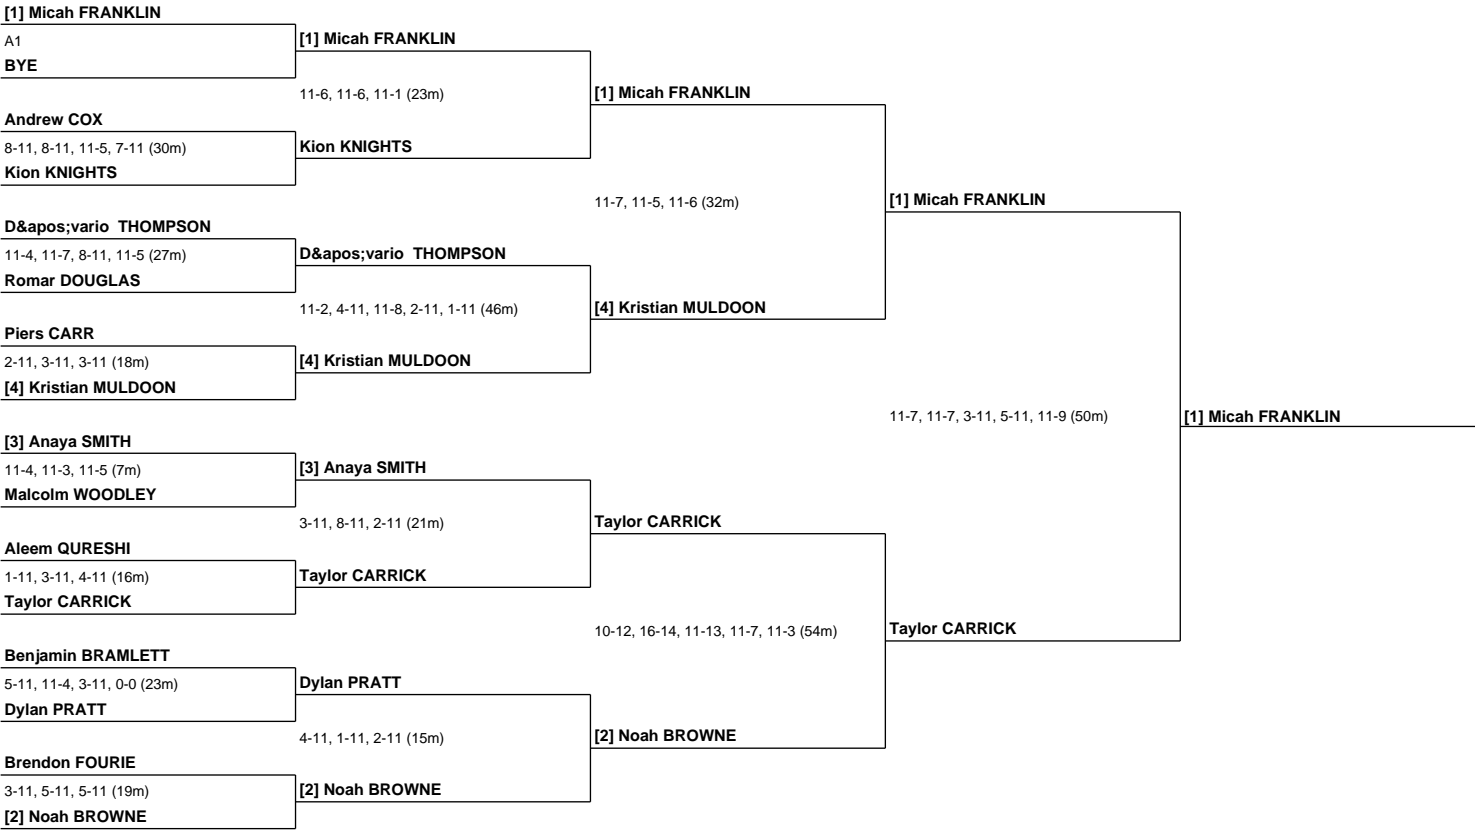 [1] Micah FRANKLIN
A1
BYE
Andrew COX
8-11, 8-11, 11-5, 7-11 (30m)
Kion KNIGHTS
D&apos;vario  THOMPSON
11-4, 11-7, 8-11, 11-5 (27m)
Romar DOUGLAS
Piers CARR
2-11, 3-11, 3-11 (18m)
[4] Kristian MULDOON
[3] Anaya SMITH
11-4, 11-3, 11-5 (7m)
Malcolm WOODLEY
Aleem QURESHI
1-11, 3-11, 4-11 (16m)
Taylor CARRICK
Benjamin BRAMLETT
5-11, 11-4, 3-11, 0-0 (23m)
Dylan PRATT
Brendon FOURIE
3-11, 5-11, 5-11 (19m)
[2] Noah BROWNE
[1] Micah FRANKLIN
11-6, 11-6, 11-1 (23m)
Kion KNIGHTS
D&apos;vario  THOMPSON
11-2, 4-11, 11-8, 2-11, 1-11 (46m)
[4] Kristian MULDOON
[3] Anaya SMITH
3-11, 8-11, 2-11 (21m)
Taylor CARRICK
Dylan PRATT
4-11, 1-11, 2-11 (15m)
[2] Noah BROWNE
[1] Micah FRANKLIN
11-7, 11-5, 11-6 (32m)
[4] Kristian MULDOON
Taylor CARRICK
10-12, 16-14, 11-13, 11-7, 11-3 (54m)
[2] Noah BROWNE
[1] Micah FRANKLIN
11-7, 11-7, 3-11, 5-11, 11-9 (50m)
Taylor CARRICK
[1] Micah FRANKLIN